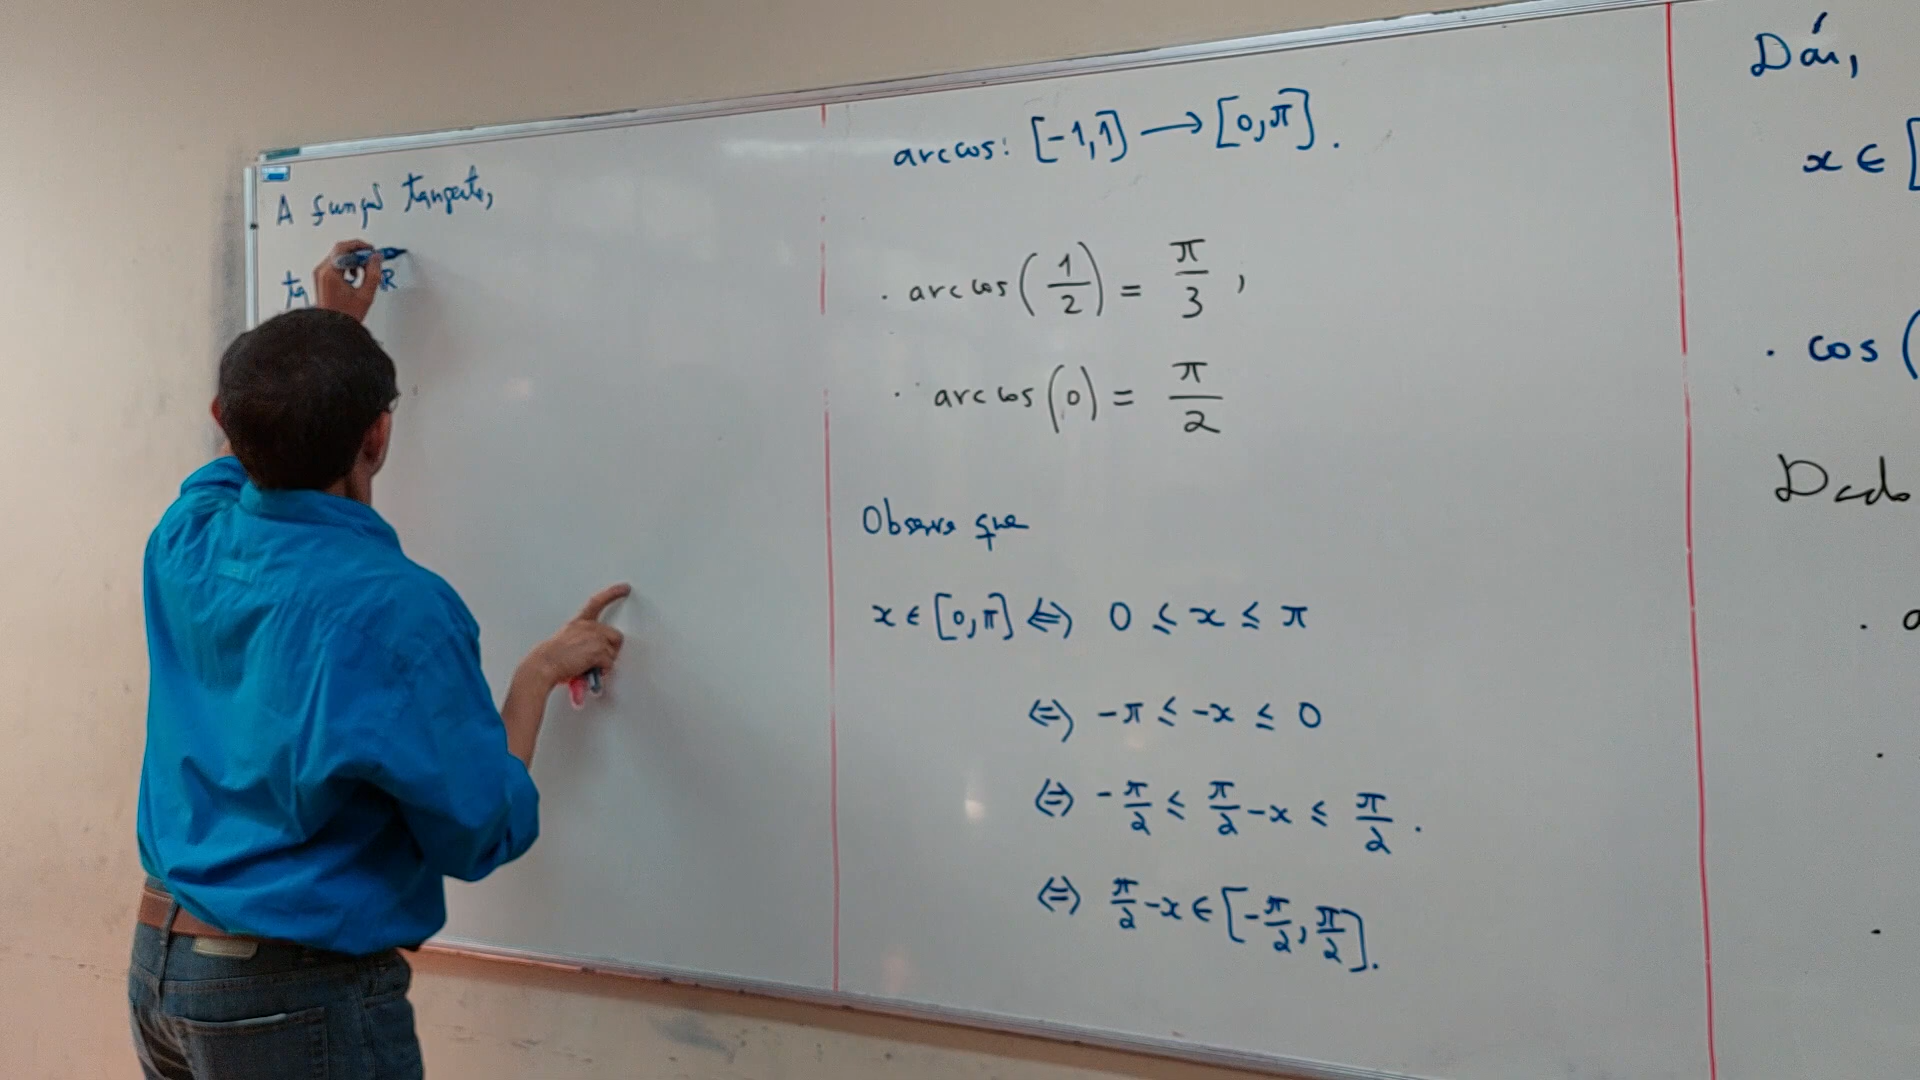 A função tangente,
tg R
arccos: [-1,1] → [0,π].
· arccos(1/2) = π/3 ,
· arccos(0) = π/2
Observe que
x ∈ [0,π] ⇔ 0 ≤ x ≤ π
⇔ -π ≤ -x ≤ 0
⇔ -π/2 ≤ π/2 - x ≤ π/2 .
⇔ π/2 - x ∈ [-π/2, π/2].
Daí,
x ∈ [
· cos (
Dado
·
·
·